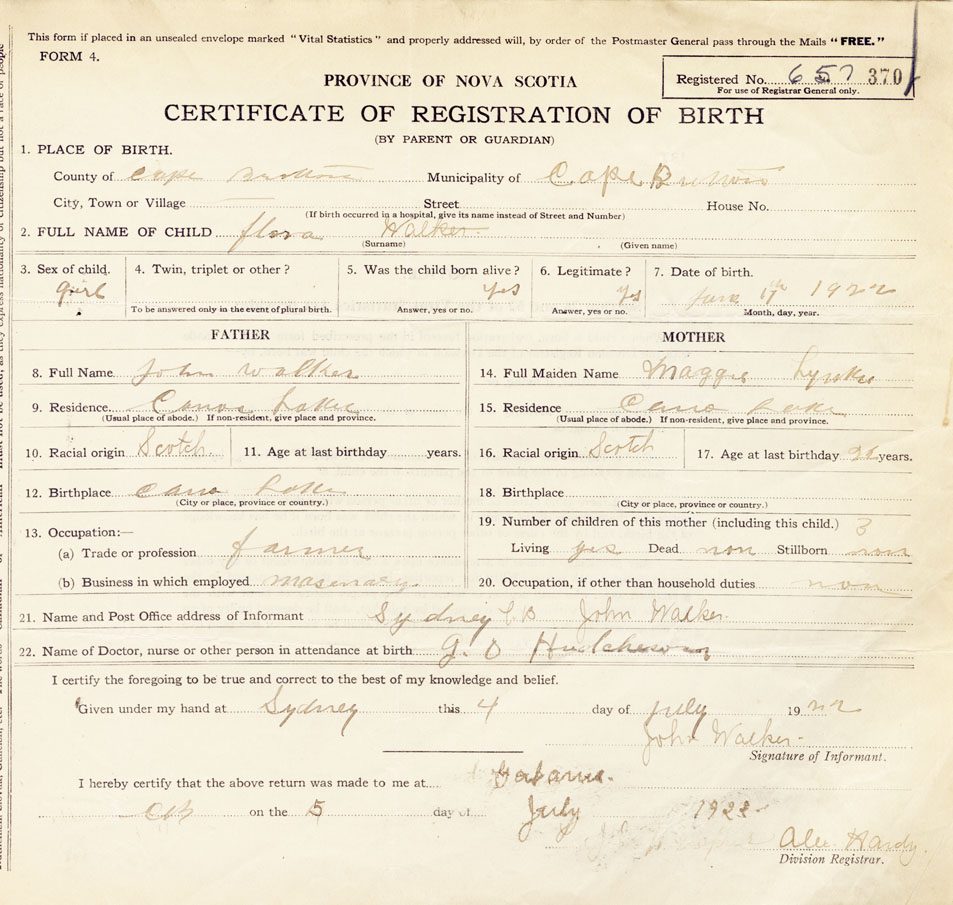 This form if placed in an unsealed envelope marked "Vital Statistics" and properly addressed will, by order of the Postmaster General pass through the Mails "FREE."
FORM 4.
PROVINCE OF NOVA SCOTIA
Registered No. 657 370
For use of Registrar General only.
CERTIFICATE OF REGISTRATION OF BIRTH
(BY PARENT OR GUARDIAN)
1. PLACE OF BIRTH.
County of Cape Municipality of Cape Breton
City, Town or Village Street House No.
(If birth occurred in a hospital, give its name instead of Street and Number)
2. FULL NAME OF CHILD flora Walker
(Surname) (Given name)
3. Sex of child. 4. Twin, triplet or other? 5. Was the child born alive? 6. Legitimate? 7. Date of birth.
girl yes yes 1922
To be answered only in the event of plural birth. Answer, yes or no. Answer, yes or no. Month, day, year.
FATHER MOTHER
8. Full Name John Walker 14. Full Maiden Name Maggie
9. Residence 15. Residence
(Usual place of abode.) If non-resident, give place and province. (Usual place of abode.) If non-resident, give place and province.
10. Racial origin Scotch 11. Age at last birthday years. 16. Racial origin Scotch 17. Age at last birthday years.
12. Birthplace 18. Birthplace
(City or place, province or country.) (City or place, province or country.)
13. Occupation:— 19. Number of children of this mother (including this child.) 3
(a) Trade or profession farmer Living yes Dead non Stillborn non
(b) Business in which employed 20. Occupation, if other than household duties non
21. Name and Post Office address of Informant Sydney C B John Walker
22. Name of Doctor, nurse or other person in attendance at birth G. O
I certify the foregoing to be true and correct to the best of my knowledge and belief.
Given under my hand at Sydney this 4 day of July 1922
John Walker
Signature of Informant.
I hereby certify that the above return was made to me at Gabarus
CB on the 5 day of July 1922
Alex Hardy
Division Registrar.